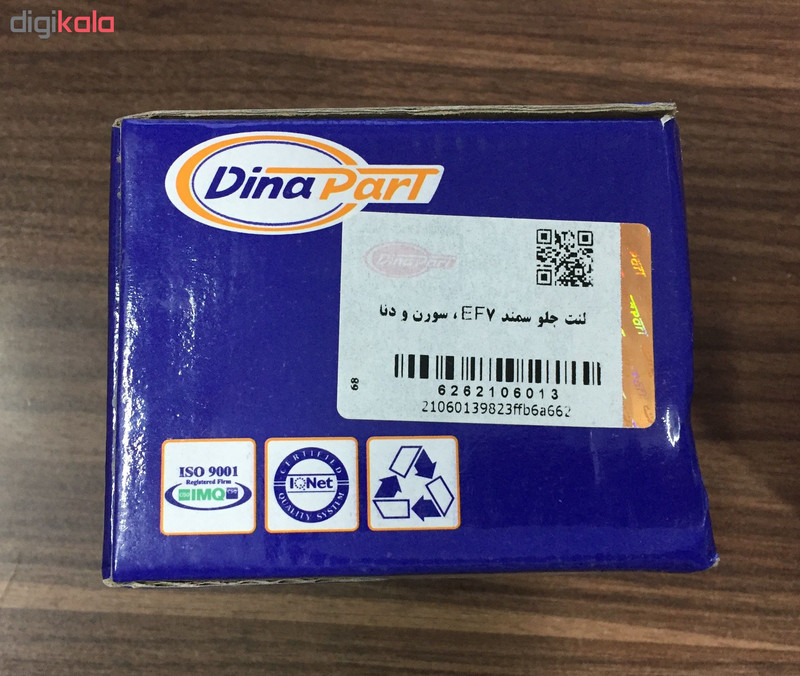 digikala
Dina Part
Dina Part
لنت جلو سمند EF۷ ، سورن و دنا
68
6262106013
21060139823ffb6a662
ISO 9001
Registered Firm
IMQ
CERTIFIED
IQNet
QUALITY SYSTEM